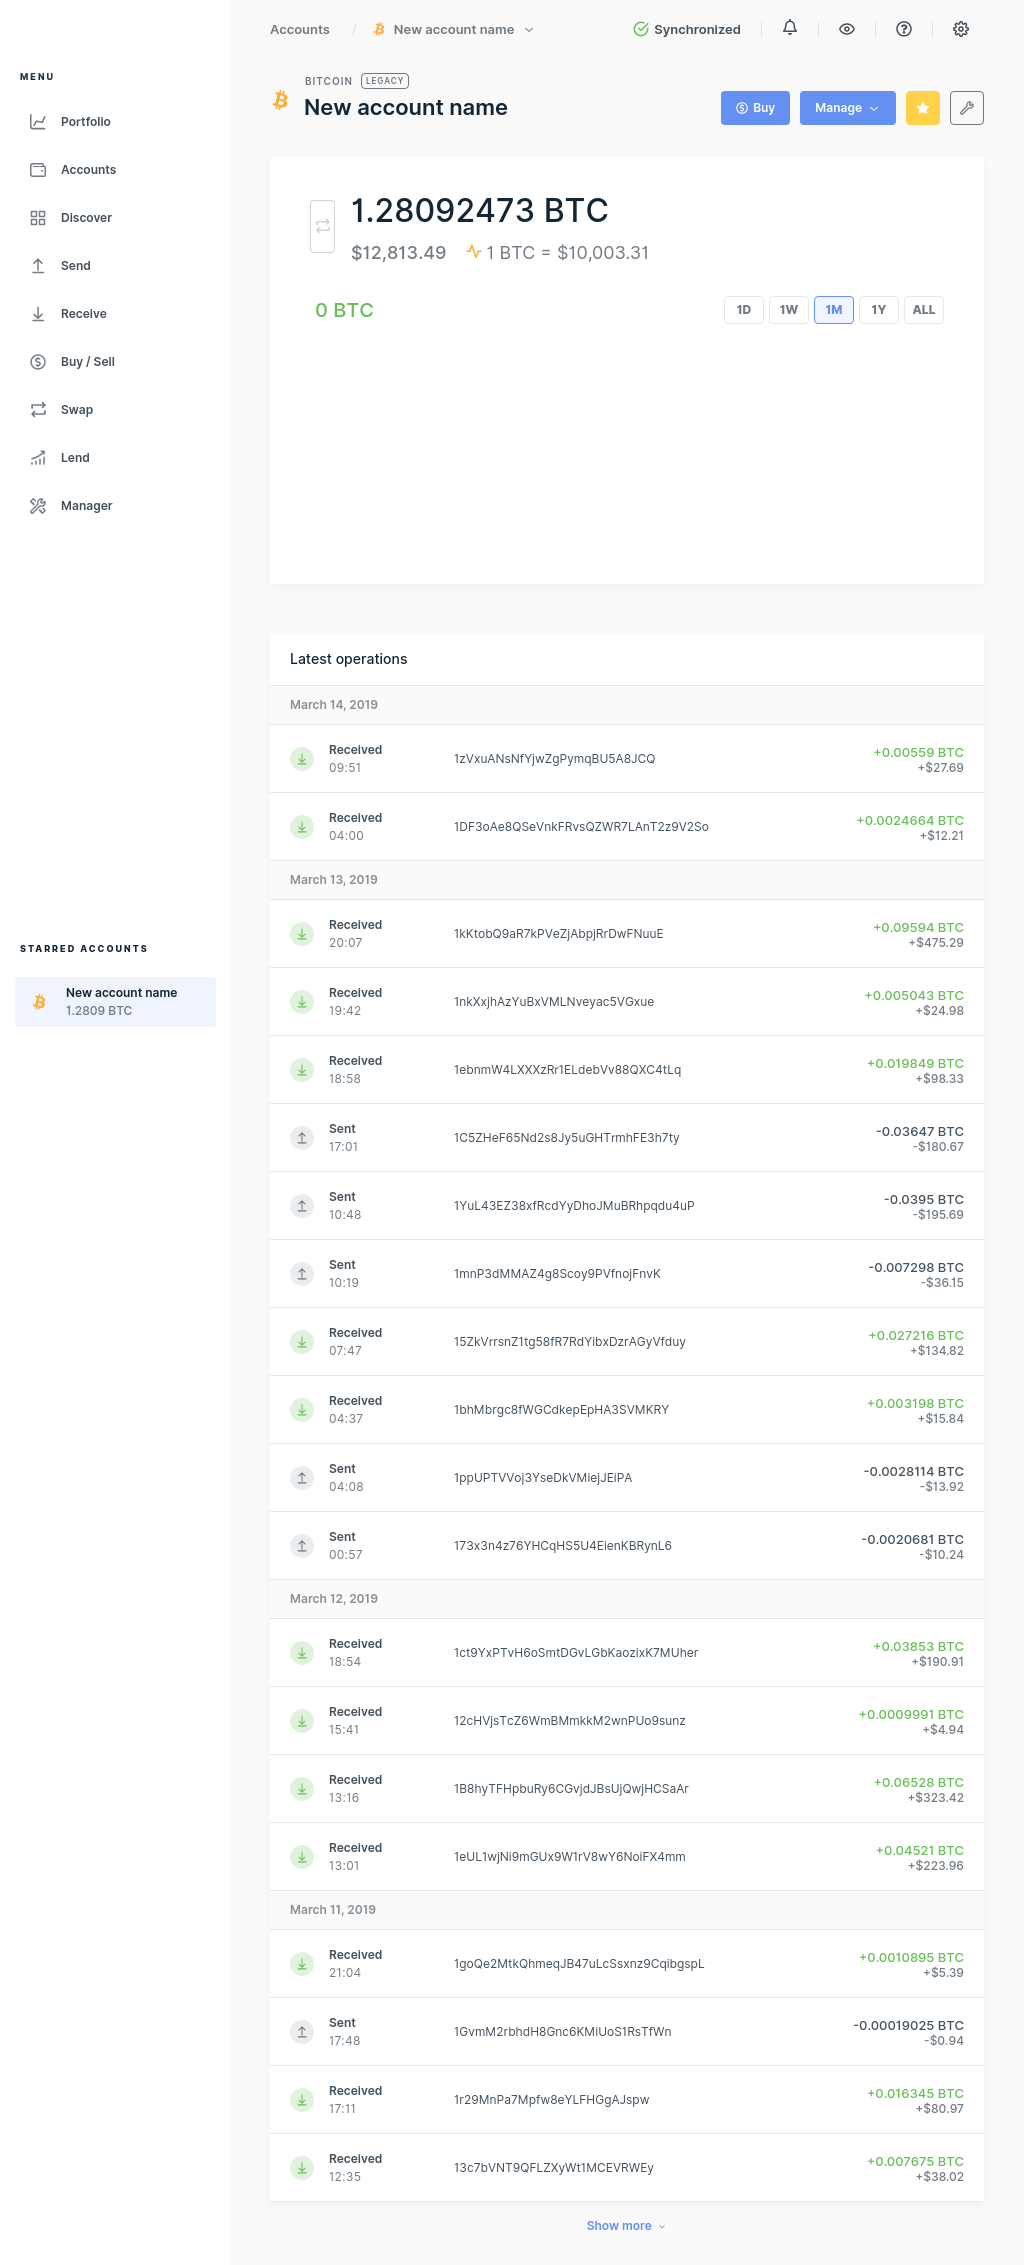 Accounts / New account name
Synchronized
MENU
Portfolio
Accounts
Discover
Send
Receive
Buy / Sell
Swap
Lend
Manager
STARRED ACCOUNTS
New account name
1.2809 BTC
BITCOIN LEGACY
New account name
Buy
Manage
1.28092473 BTC
$12,813.49 1 BTC = $10,003.31
0 BTC
1D 1W 1M 1Y ALL
Latest operations
March 14, 2019
Received 1zVxuANsNfYjwZgPymqBU5A8JCQ +0.00559 BTC
09:51 +$27.69
Received 1DF3oAe8QSeVnkFRvsQZWR7LAnT2z9V2So +0.0024664 BTC
04:00 +$12.21
March 13, 2019
Received 1kKtobQ9aR7kPVeZjAbpjRrDwFNuuE +0.09594 BTC
20:07 +$475.29
Received 1nkXxjhAzYuBxVMLNveyac5VGxue +0.005043 BTC
19:42 +$24.98
Received 1ebnmW4LXXXzRr1ELdebVv88QXC4tLq +0.019849 BTC
18:58 +$98.33
Sent 1C5ZHeF65Nd2s8Jy5uGHTrmhFE3h7ty -0.03647 BTC
17:01 -$180.67
Sent 1YuL43EZ38xfRcdYyDhoJMuBRhpqdu4uP -0.0395 BTC
10:48 -$195.69
Sent 1mnP3dMMAZ4g8Scoy9PVfnojFnvK -0.007298 BTC
10:19 -$36.15
Received 15ZkVrrsnZ1tg58fR7RdYibxDzrAGyVfduy +0.027216 BTC
07:47 +$134.82
Received 1bhMbrgc8fWGCdkepEpHA3SVMKRY +0.003198 BTC
04:37 +$15.84
Sent 1ppUPTVVoj3YseDkVMiejJEiPA -0.0028114 BTC
04:08 -$13.92
Sent 173x3n4z76YHCqHS5U4EienKBRynL6 -0.0020681 BTC
00:57 -$10.24
March 12, 2019
Received 1ct9YxPTvH6oSmtDGvLGbKaozixK7MUher +0.03853 BTC
18:54 +$190.91
Received 12cHVjsTcZ6WmBMmkkM2wnPUo9sunz +0.0009991 BTC
15:41 +$4.94
Received 1B8hyTFHpbuRy6CGvjdJBsUjQwjHCSaAr +0.06528 BTC
13:16 +$323.42
Received 1eUL1wjNi9mGUx9W1rV8wY6NoiFX4mm +0.04521 BTC
13:01 +$223.96
March 11, 2019
Received 1goQe2MtkQhmeqJB47uLcSsxnz9CqibgspL +0.0010895 BTC
21:04 +$5.39
Sent 1GvmM2rbhdH8Gnc6KMiUoS1RsTfWn -0.00019025 BTC
17:48 -$0.94
Received 1r29MnPa7Mpfw8eYLFHGgAJspw +0.016345 BTC
17:11 +$80.97
Received 13c7bVNT9QFLZXyWt1MCEVRWEy +0.007675 BTC
12:35 +$38.02
Show more